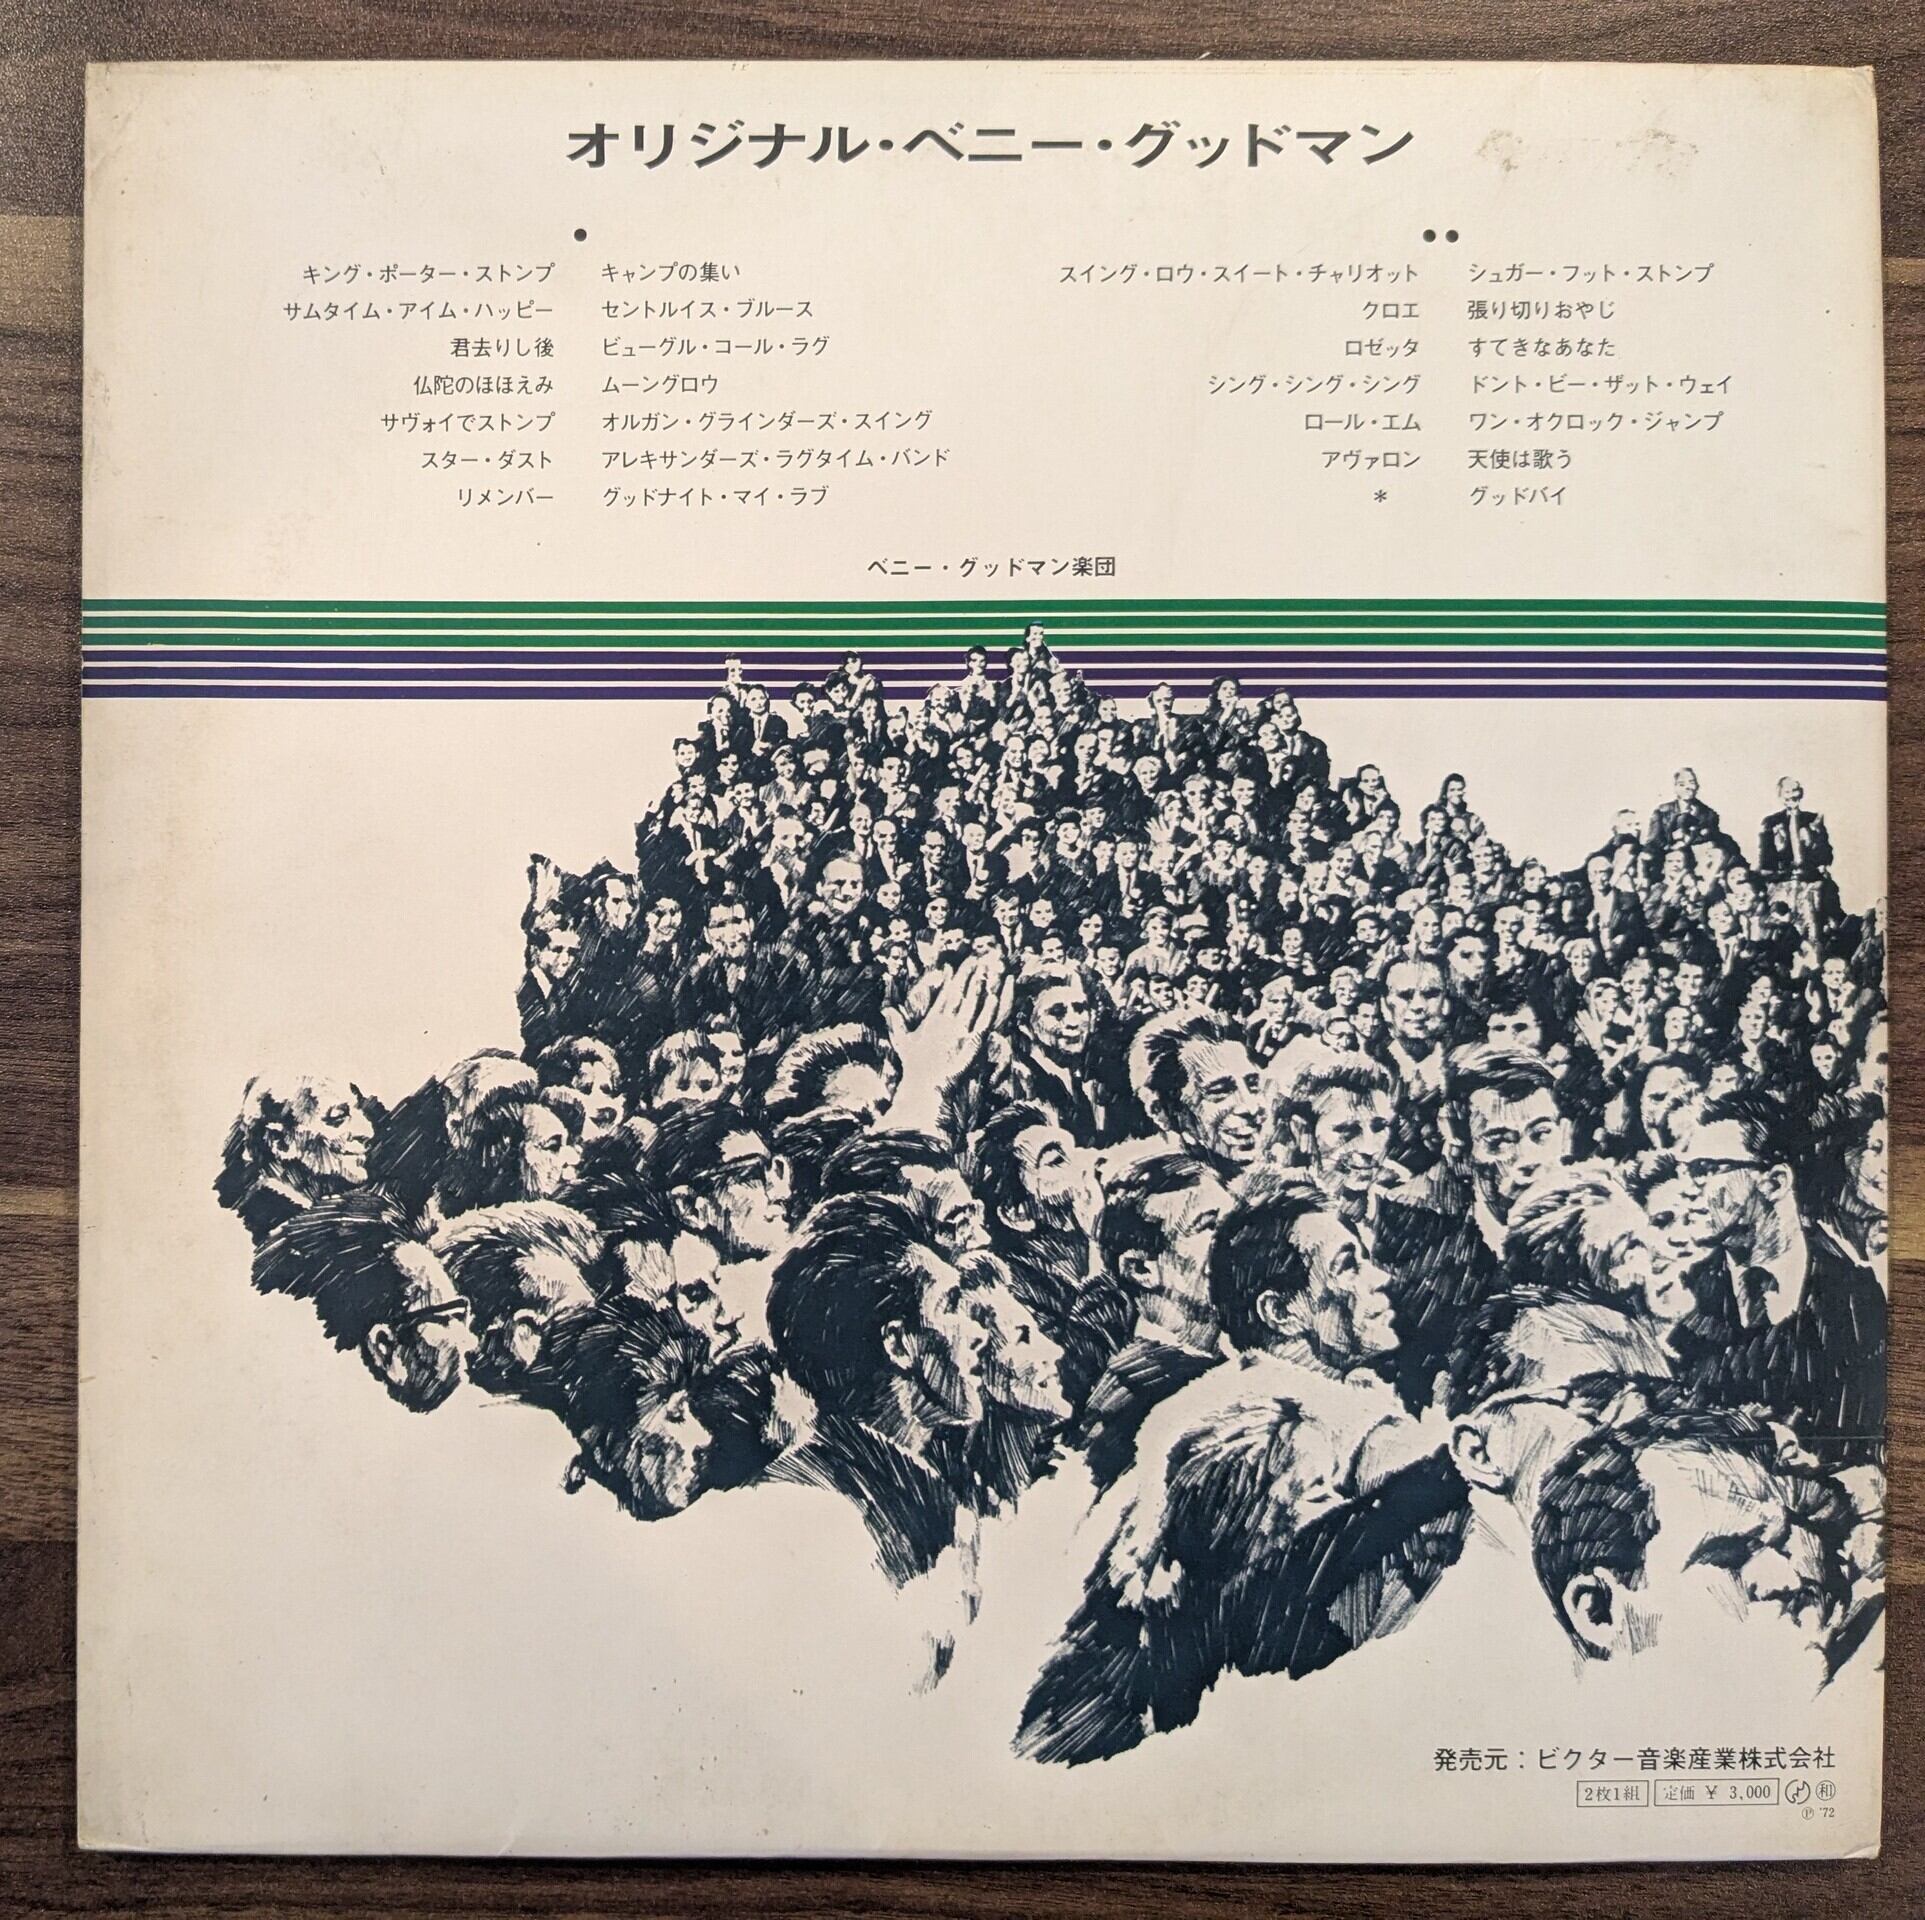 オリジナル・ベニー・グッドマン
●
キング・ポーター・ストンプ
サムタイム・アイム・ハッピー
君去りし後
仏陀のほほえみ
サヴォイでストンプ
スター・ダスト
リメンバー
キャンプの集い
セントルイス・ブルース
ビューグル・コール・ラグ
ムーングロウ
オルガン・グラインダーズ・スイング
アレキサンダーズ・ラグタイム・バンド
グッドナイト・マイ・ラブ
●●
スイング・ロウ・スイート・チャリオット
クロエ
ロゼッタ
シング・シング・シング
ロール・エム
アヴァロン
*
シュガー・フット・ストンプ
張り切りおやじ
すてきなあなた
ドント・ビー・ザット・ウェイ
ワン・オクロック・ジャンプ
天使は歌う
グッドバイ
ベニー・グッドマン楽団
発売元：ビクター音楽産業株式会社
2枚1組 定価 ￥ 3,000 ㊒和
Ⓟ '72